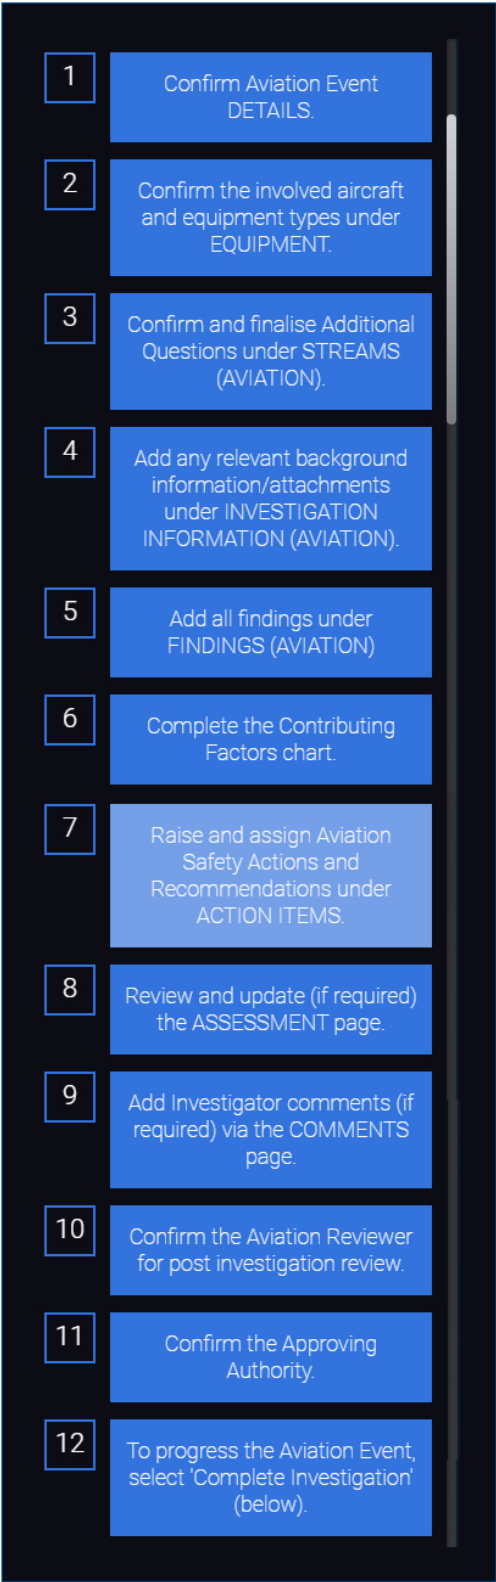 1
Confirm Aviation Event
DETAILS.
2
Confirm the involved aircraft
and equipment types under
EQUIPMENT.
3
Confirm and finalise Additional
Questions under STREAMS
(AVIATION).
4
Add any relevant background
information/attachments
under INVESTIGATION
INFORMATION (AVIATION).
5
Add all findings under
FINDINGS (AVIATION)
6
Complete the Contributing
Factors chart.
7
Raise and assign Aviation
Safety Actions and
Recommendations under
ACTION ITEMS.
8
Review and update (if required)
the ASSESSMENT page.
9
Add Investigator comments (if
required) via the COMMENTS
page.
10
Confirm the Aviation Reviewer
for post investigation review.
11
Confirm the Approving
Authority.
12
To progress the Aviation Event,
select 'Complete Investigation'
(below).